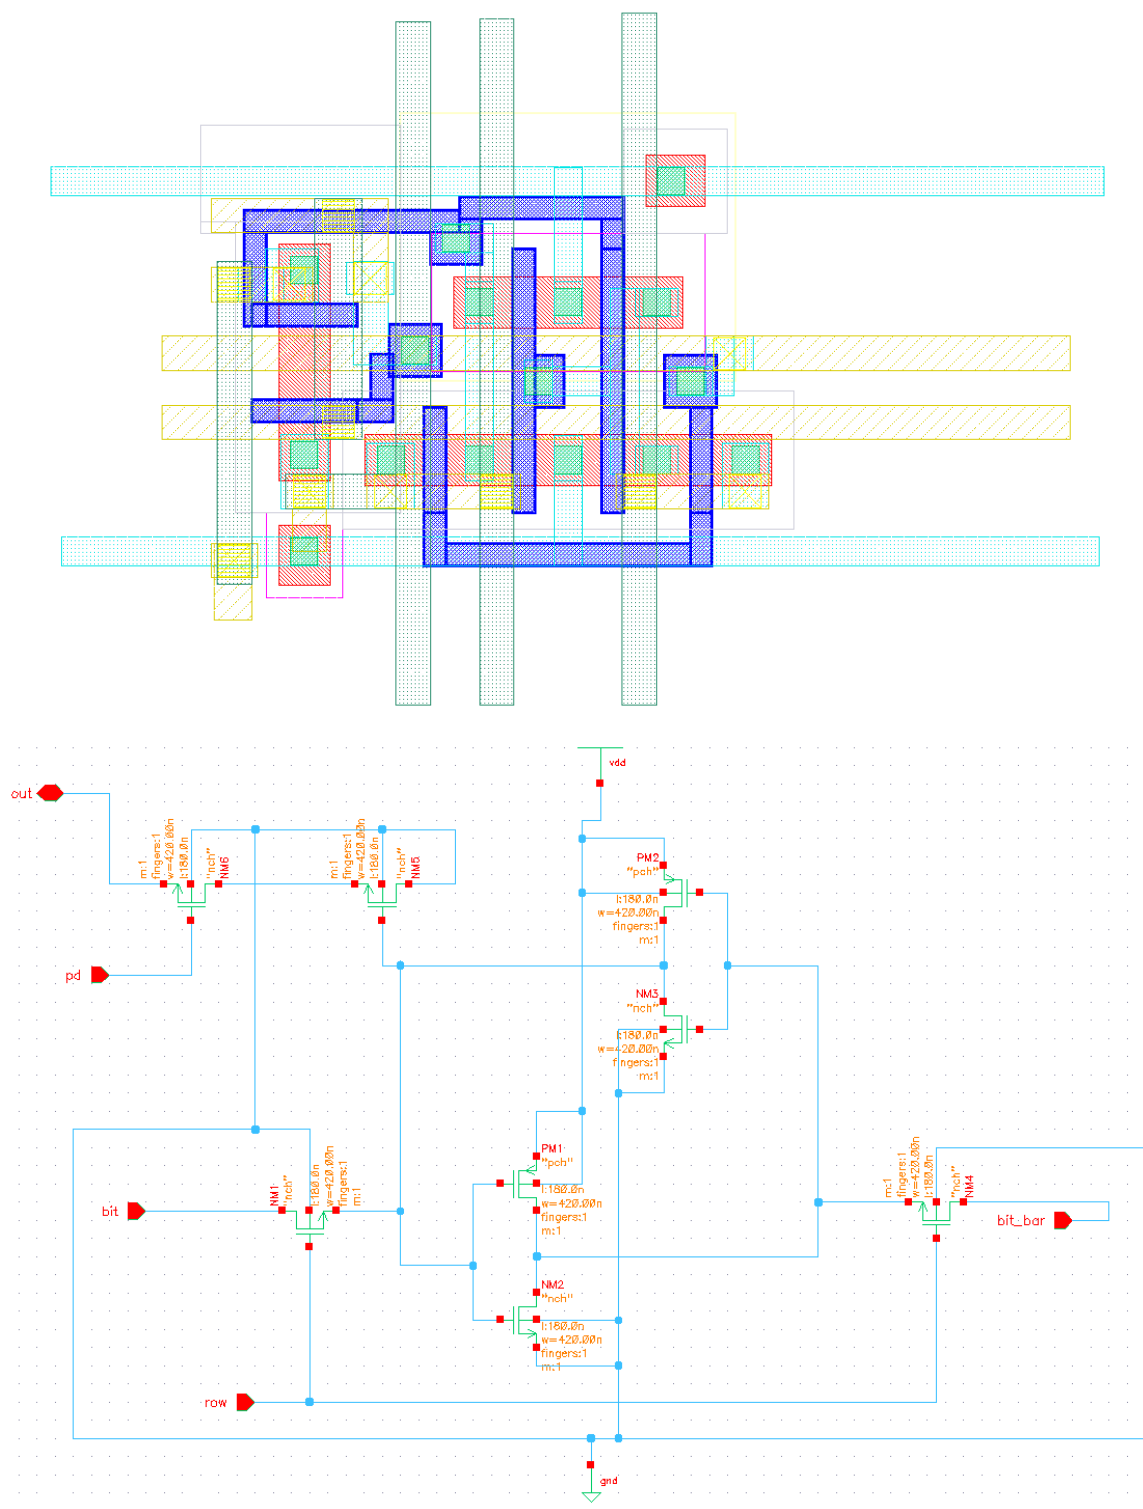 vdd
out
m:1
fingers:1
w=420.00n
l:180.0n
"nch"
NM6
m:1
fingers:1
w=420.00n
l:180.0n
"nch"
NM5
PM2
"pch"
l:180.0n
w=420.00n
fingers:1
m:1
pd
NM3
"nch"
l:180.0n
w=420.00n
fingers:1
m:1
bit
NM1
"nch"
l:180.0n
w=420.00n
fingers:1
m:1
PM1
"pch"
l:180.0n
w=420.00n
fingers:1
m:1
m:1
fingers:1
w=420.00n
l:180.0n
"nch"
NM4
bit_bar
NM2
"nch"
l:180.0n
w=420.00n
fingers:1
m:1
row
gnd